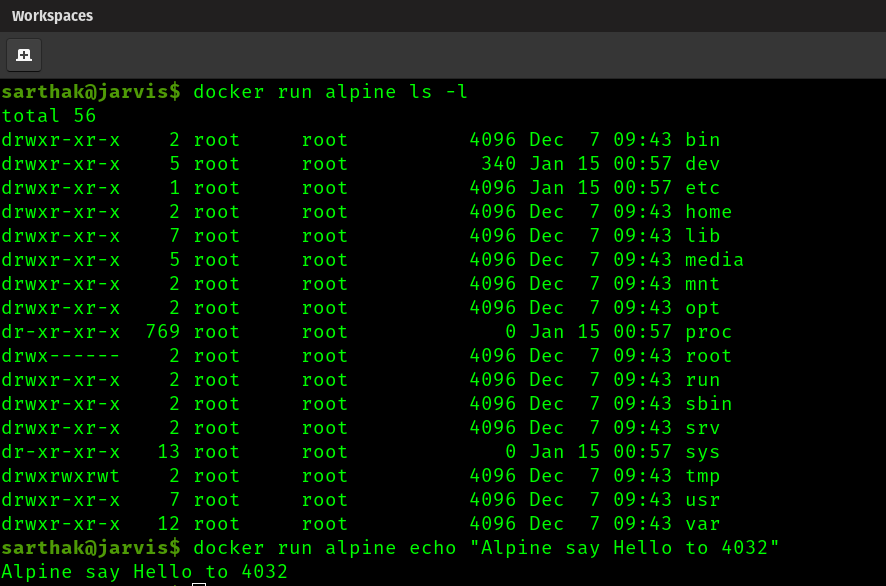 Workspaces
sarthak@jarvis$ docker run alpine ls -l
total 56
drwxr-xr-x    2 root     root          4096 Dec  7 09:43 bin
drwxr-xr-x    5 root     root           340 Jan 15 00:57 dev
drwxr-xr-x    1 root     root          4096 Jan 15 00:57 etc
drwxr-xr-x    2 root     root          4096 Dec  7 09:43 home
drwxr-xr-x    7 root     root          4096 Dec  7 09:43 lib
drwxr-xr-x    5 root     root          4096 Dec  7 09:43 media
drwxr-xr-x    2 root     root          4096 Dec  7 09:43 mnt
drwxr-xr-x    2 root     root          4096 Dec  7 09:43 opt
dr-xr-xr-x  769 root     root             0 Jan 15 00:57 proc
drwx------    2 root     root          4096 Dec  7 09:43 root
drwxr-xr-x    2 root     root          4096 Dec  7 09:43 run
drwxr-xr-x    2 root     root          4096 Dec  7 09:43 sbin
drwxr-xr-x    2 root     root          4096 Dec  7 09:43 srv
dr-xr-xr-x   13 root     root             0 Jan 15 00:57 sys
drwxrwxrwt    2 root     root          4096 Dec  7 09:43 tmp
drwxr-xr-x    7 root     root          4096 Dec  7 09:43 usr
drwxr-xr-x   12 root     root          4096 Dec  7 09:43 var
sarthak@jarvis$ docker run alpine echo "Alpine say Hello to 4032"
Alpine say Hello to 4032